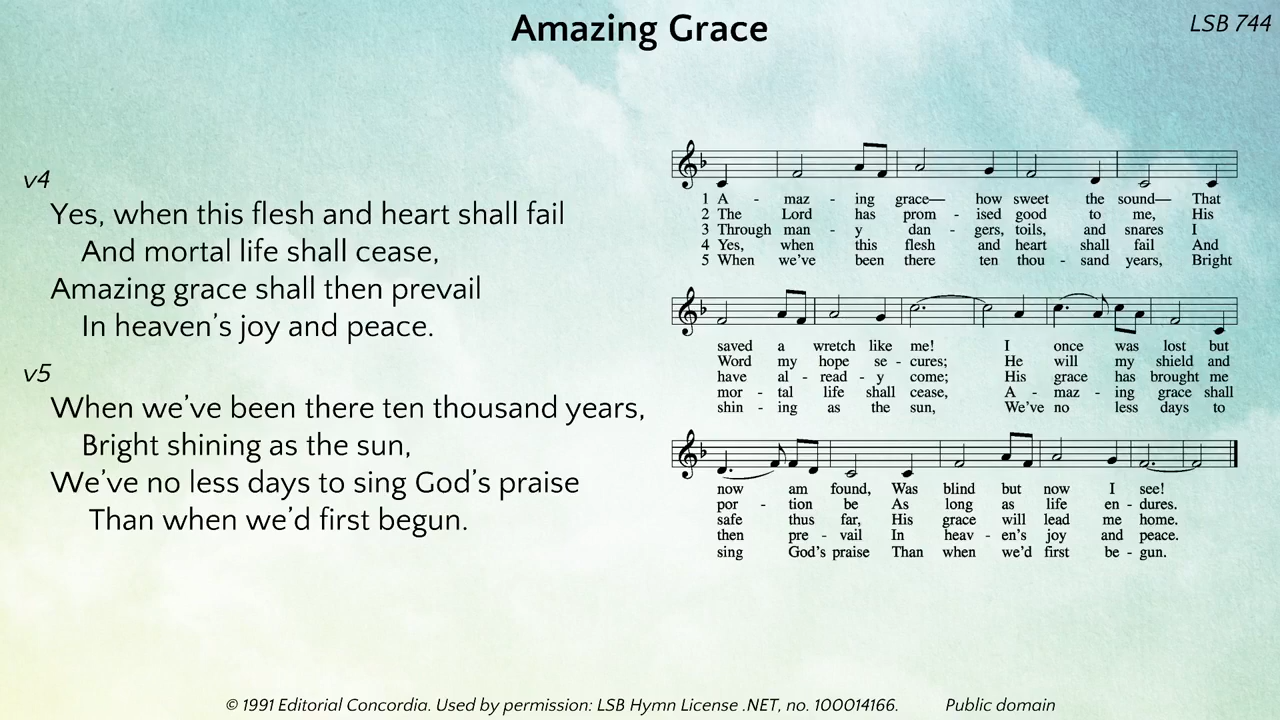 Amazing Grace
LSB 744
v4
Yes, when this flesh and heart shall fail
And mortal life shall cease,
Amazing grace shall then prevail
In heaven’s joy and peace.
v5
When we’ve been there ten thousand years,
Bright shining as the sun,
We’ve no less days to sing God’s praise
Than when we’d first begun.
1 A - maz - ing grace— how sweet the sound— That
2 The Lord has prom - ised good to me, His
3 Through man - y dan - gers, toils, and snares I
4 Yes, when this flesh and heart shall fail And
5 When we’ve been there ten thou - sand years, Bright
saved a wretch like me! I once was lost but
Word my hope se - cures; He will my shield and
have al - read - y come; His grace has brought me
mor - tal life shall cease, A - maz - ing grace shall
shin - ing as the sun, We’ve no less days to
now am found, Was blind but now I see!
por - tion be As long as life en - dures.
safe thus far, His grace will lead me home.
then pre - vail In heav - en’s joy and peace.
sing God’s praise Than when we’d first be - gun.
© 1991 Editorial Concordia. Used by permission: LSB Hymn License .NET, no. 100014166. Public domain